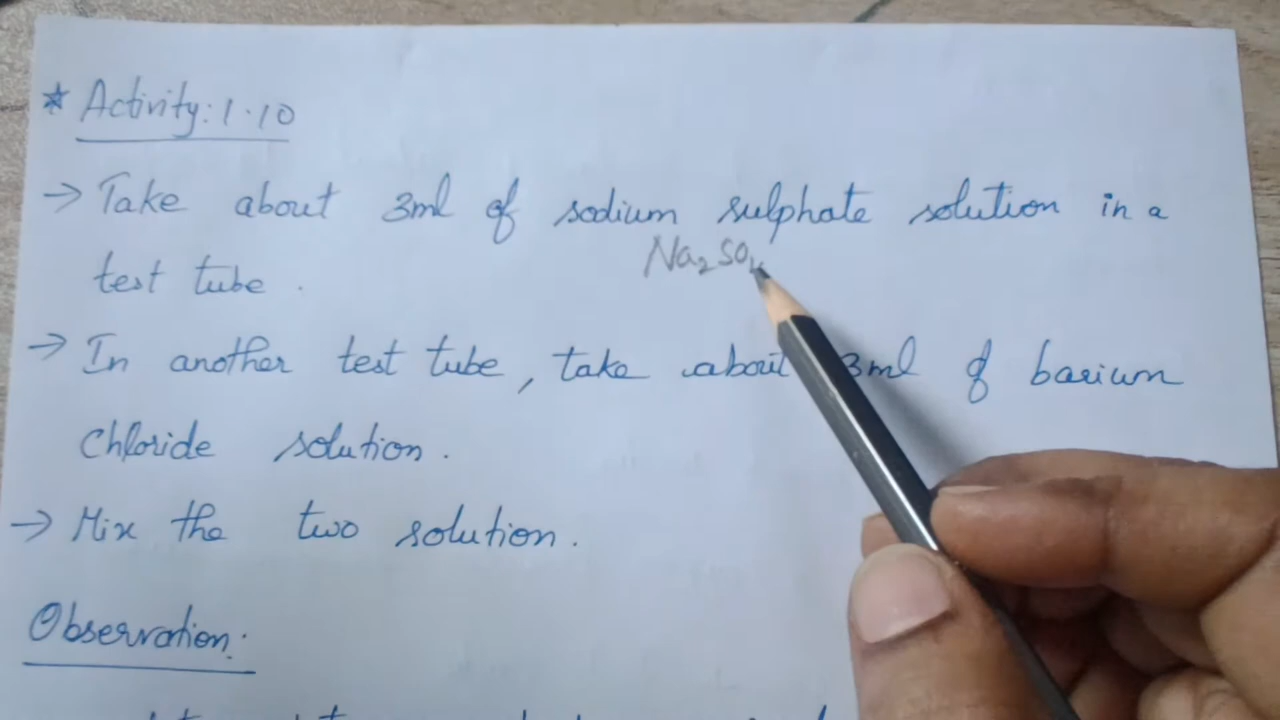 * Activity: 1.10
→ Take about 3ml of sodium sulphate solution in a
Na₂SO₄
test tube.
→ In another test tube, take about 3ml of barium
chloride solution.
→ Mix the two solution.
Observation: